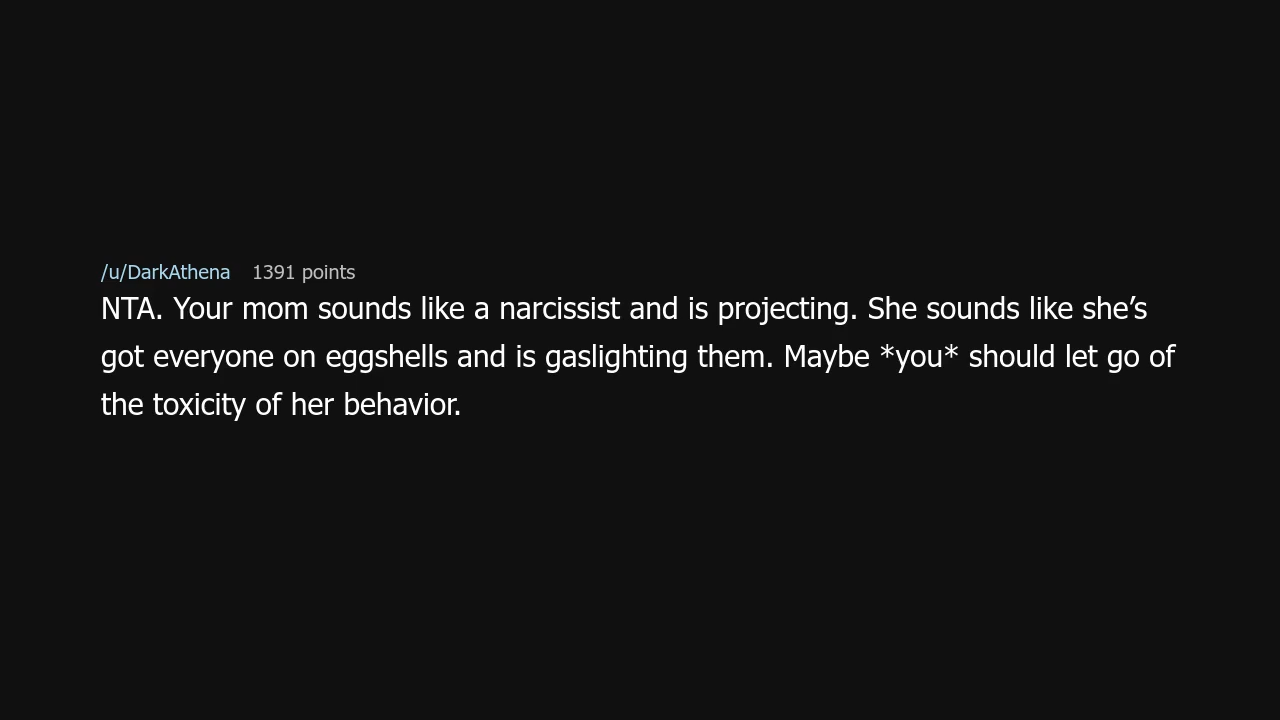 /u/DarkAthena 1391 points
NTA. Your mom sounds like a narcissist and is projecting. She sounds like she’s
got everyone on eggshells and is gaslighting them. Maybe *you* should let go of
the toxicity of her behavior.